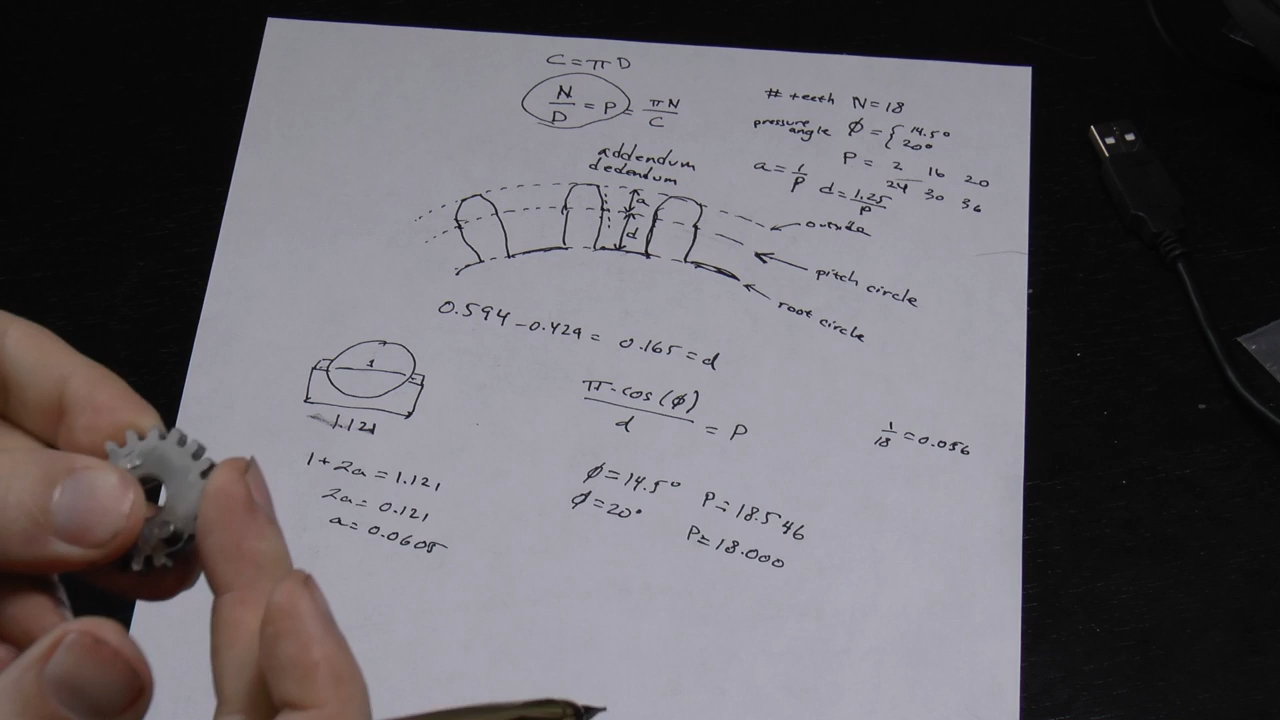 C = π D
N/D = P = πN/C
# teeth N = 18
pressure angle φ = { 14.5° 20°
P = 2 16 20
24 30 36
a = 1/P d = 1.25/P
addendum
dedendum
a
d
outside
pitch circle
root circle
0.594 - 0.429 = 0.165 = d
1
1.121
π·cos(φ)/d = P
1/18 = 0.056
1 + 2a = 1.121
2a = 0.121
a = 0.0605
φ = 14.5° P = 18.546
φ = 20° P = 18.000